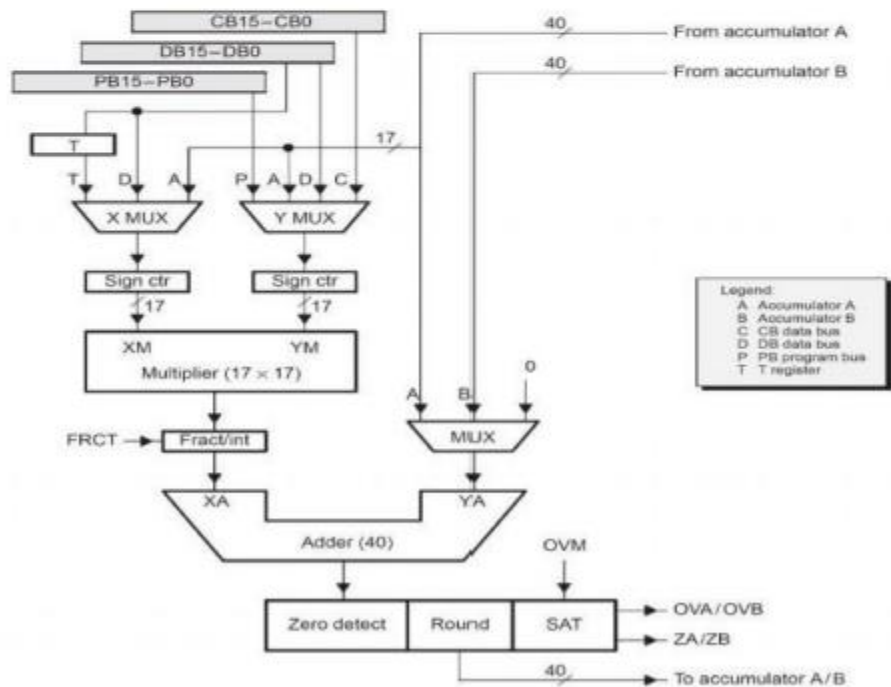 CB15–CB0
DB15–DB0
PB15–PB0
40
From accumulator A
40
From accumulator B
17
T
T D A P A D C
X MUX Y MUX
Sign ctr Sign ctr
17 17
XM YM
Multiplier (17 × 17)
Legend:
A Accumulator A
B Accumulator B
C CB data bus
D DB data bus
P PB program bus
T T register
0
A B
MUX
FRCT Fract/int
XA YA
Adder (40)
OVM
Zero detect Round SAT
OVA/OVB
ZA/ZB
40
To accumulator A/B